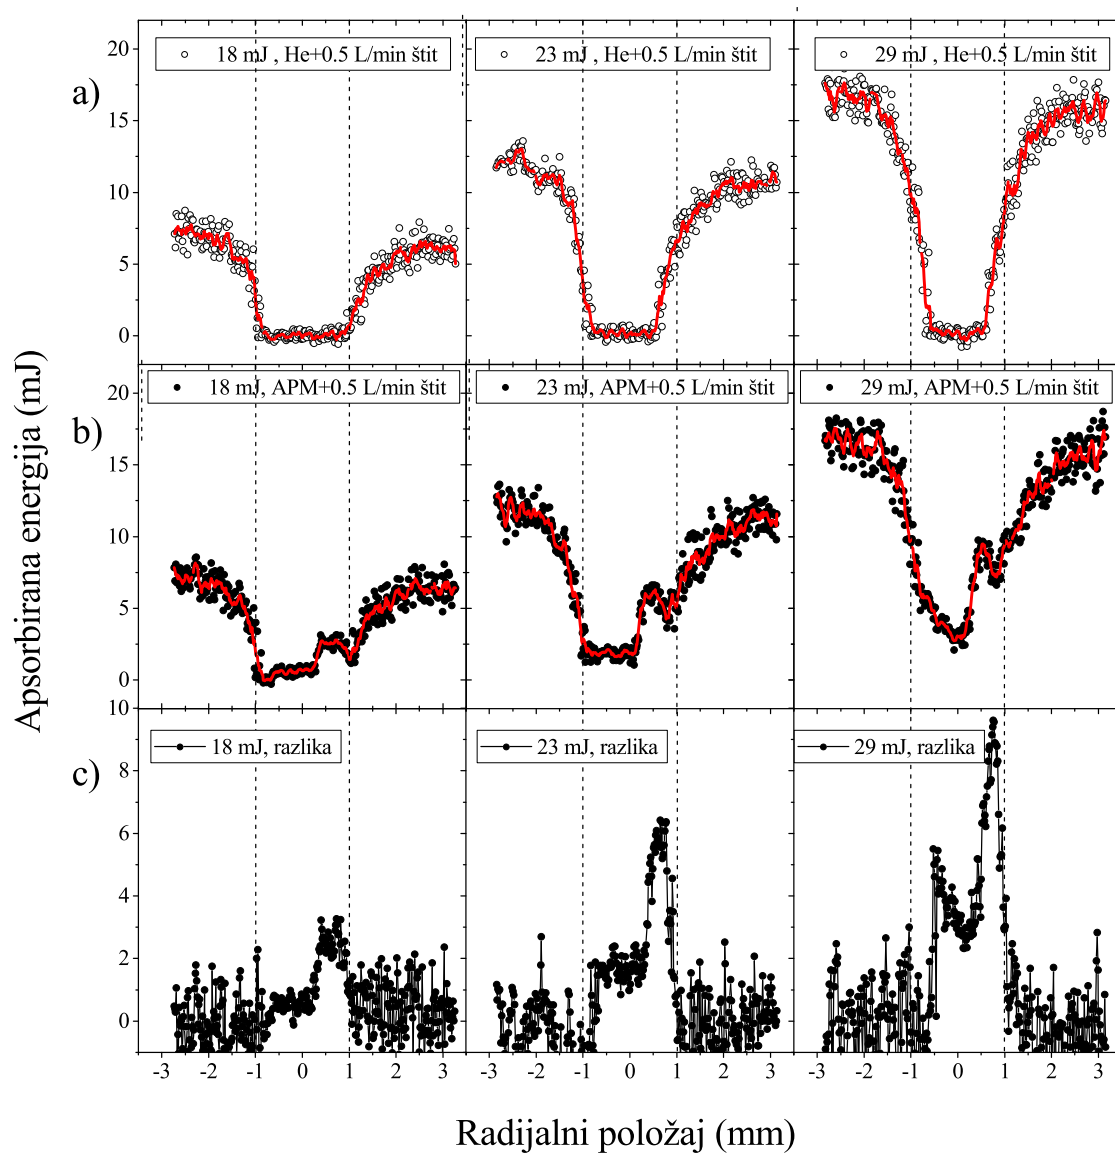 18 mJ , He+0.5 L/min štit
23 mJ , He+0.5 L/min štit
29 mJ , He+0.5 L/min štit
a)
20
15
10
5
0
18 mJ, APM+0.5 L/min štit
23 mJ, APM+0.5 L/min štit
29 mJ, APM+0.5 L/min štit
b)
20
15
10
5
0
18 mJ, razlika
23 mJ, razlika
29 mJ, razlika
c)
10
8
6
4
2
0
-3 -2 -1 0 1 2 3
-3 -2 -1 0 1 2 3
-3 -2 -1 0 1 2 3
Apsorbirana energija (mJ)
Radijalni položaj (mm)